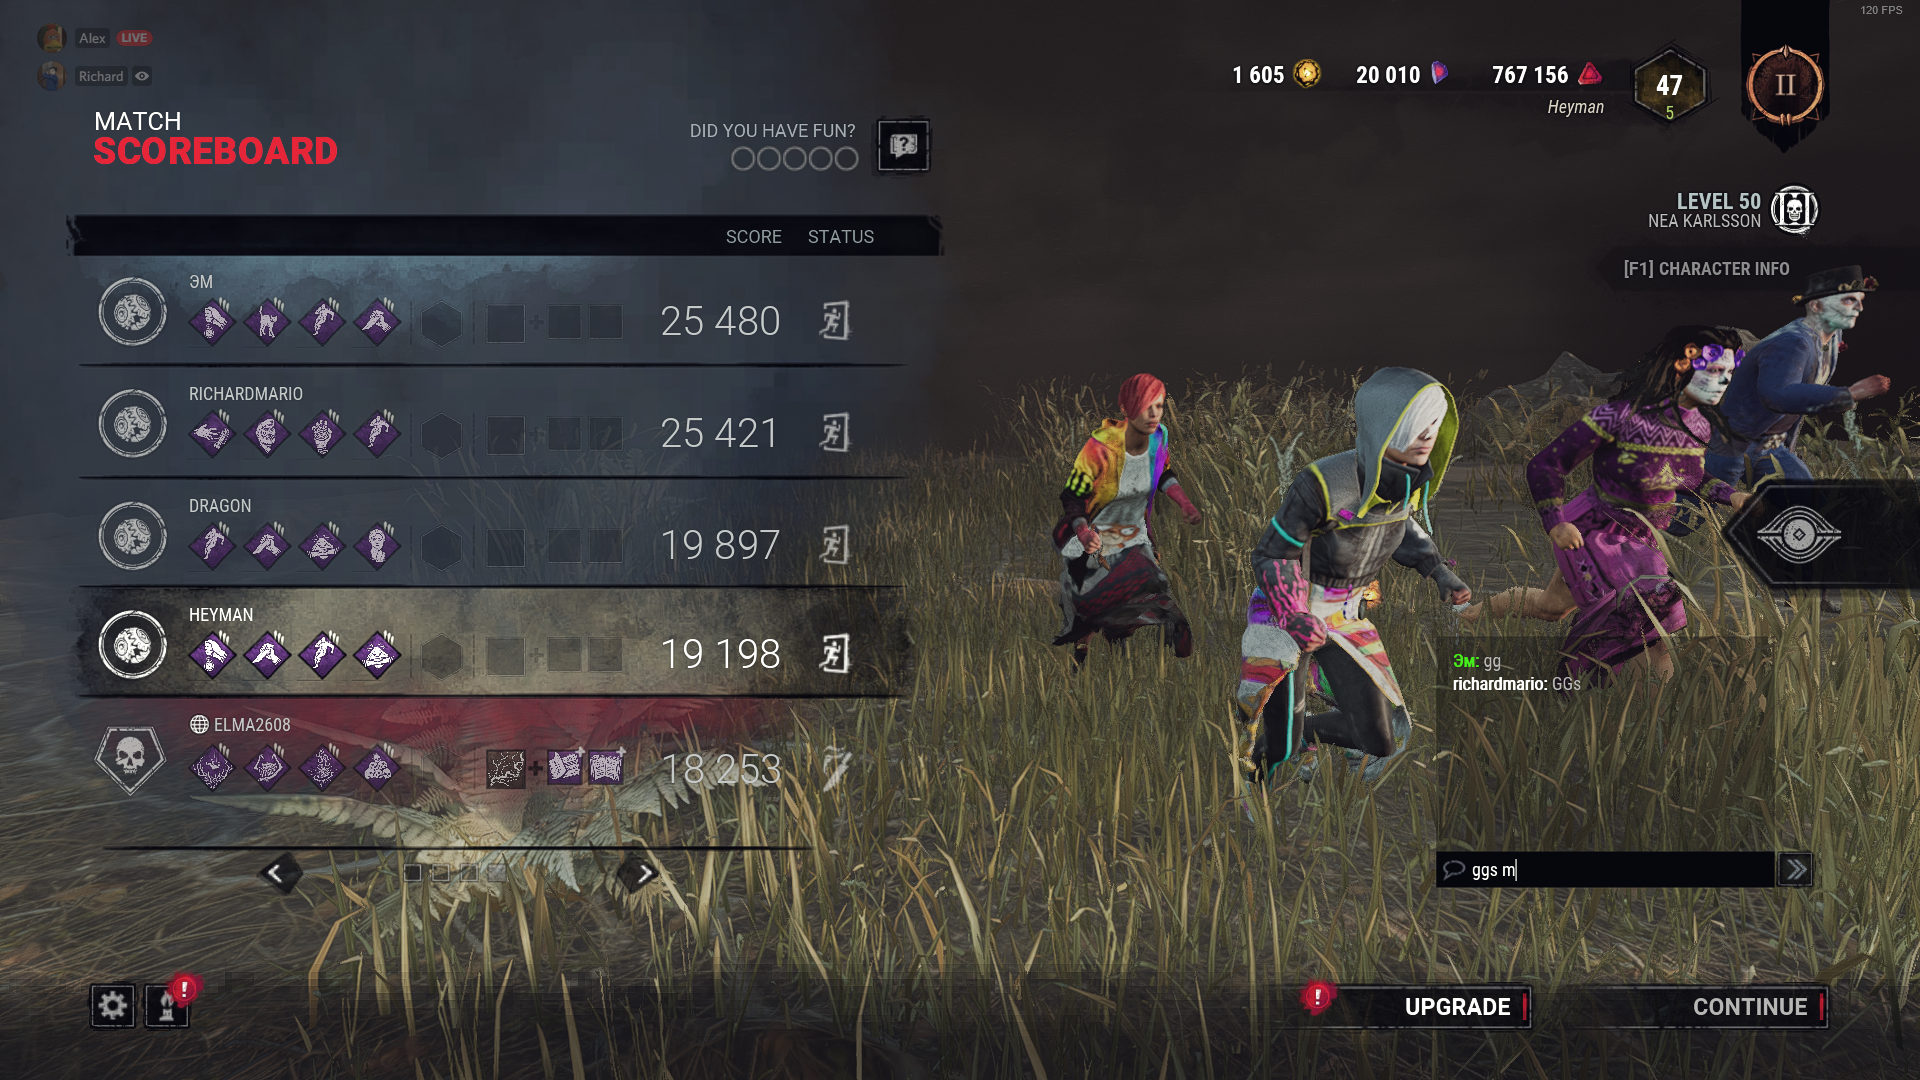 120 FPS
Alex LIVE
Richard
MATCH
SCOREBOARD
DID YOU HAVE FUN?
1 605
20 010
767 156
Heyman
47
5
II
LEVEL 50
NEA KARLSSON
[F1] CHARACTER INFO
SCORE STATUS
ЭМ
25 480
RICHARDMARIO
25 421
DRAGON
19 897
HEYMAN
19 198
ELMA2608
18 253
Эм: gg
richardmario: GGs
ggs m
UPGRADE
CONTINUE